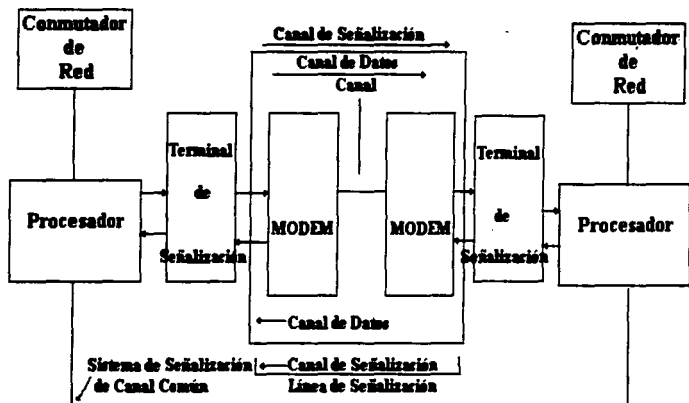 Conmutador
de
Red
Canal de Señalización
Canal de Datos
Canal
Conmutador
de
Red
Procesador
Terminal
de
Señalización
MODEM
MODEM
Terminal
de
Señalización
Procesador
Canal de Datos
Sistema de Señalización
de Canal Común
Canal de Señalización
Línea de Señalización